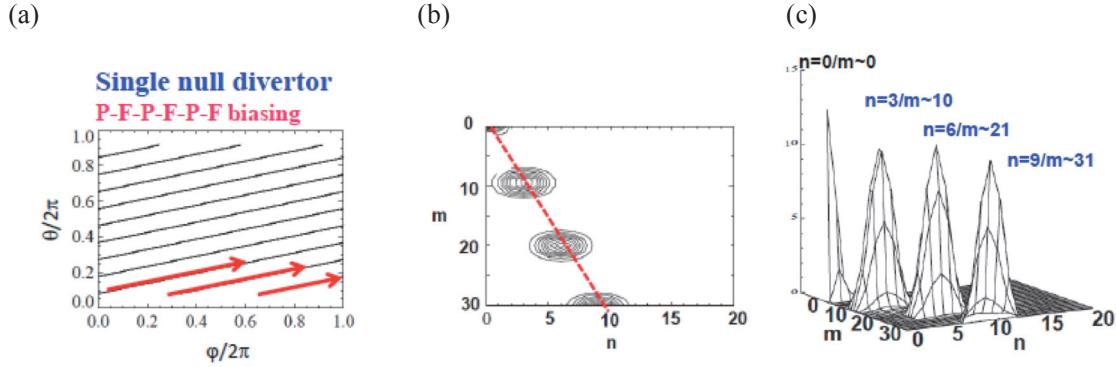 (a)
(b)
(c)
Single null divertor
P-F-P-F-P-F biasing
1.0
0.8
0.6
0.4
0.2
0.0
θ/2π
0.0 0.2 0.4 0.6 0.8 1.0
φ/2π
0
10
20
30
m
0 5 10 15 20
n
n=0/m~0
n=3/m~10
n=6/m~21
n=9/m~31
15
10
5
0
0
10
20
30
m
0
5
10
15
20
n